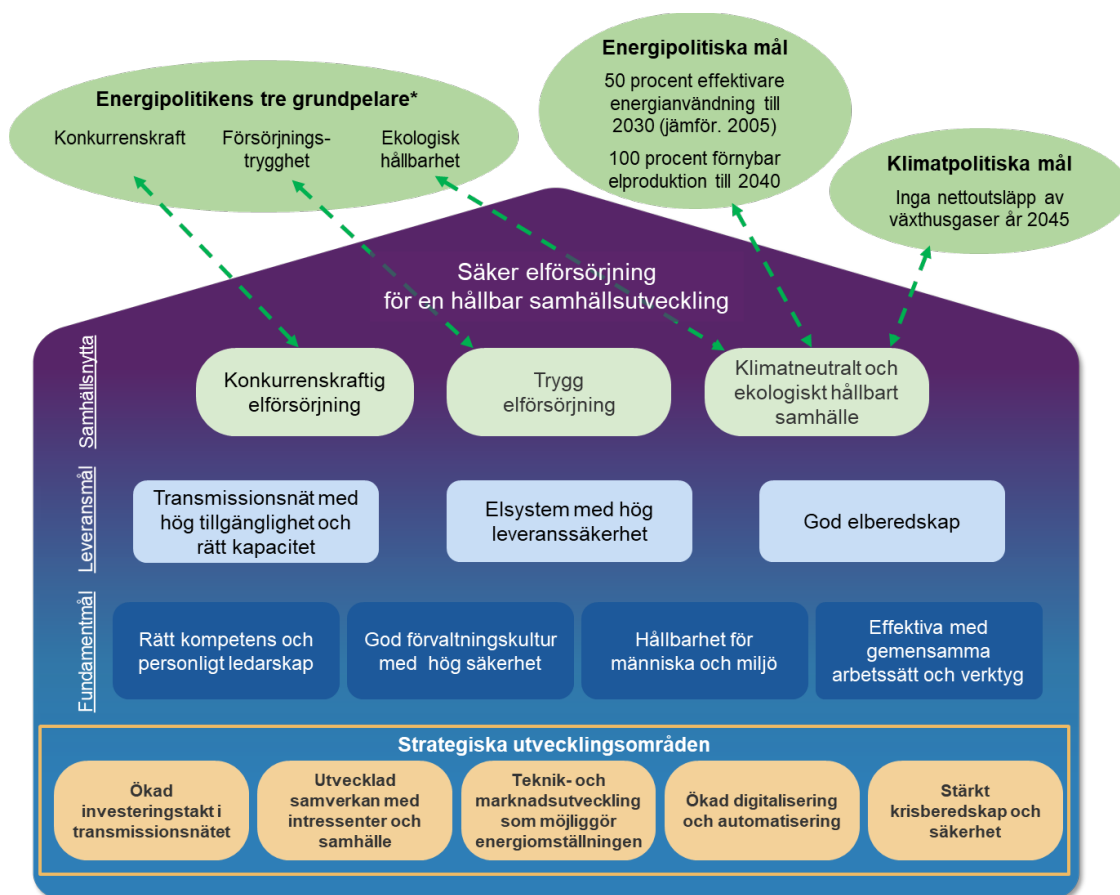 Energipolitikens tre grundpelare*
Konkurrenskraft
Försörjnings-
trygghet
Ekologisk
hållbarhet
Energipolitiska mål
50 procent effektivare
energianvändning till
2030 (jämför. 2005)
100 procent förnybar
elproduktion till 2040
Klimatpolitiska mål
Inga nettoutsläpp av
växthusgaser år 2045
Säker elförsörjning
för en hållbar samhällsutveckling
Samhällsnytta
Konkurrenskraftig
elförsörjning
Trygg
elförsörjning
Klimatneutralt och
ekologiskt hållbart
samhälle
Leveransmål
Transmissionsnät med
hög tillgänglighet och
rätt kapacitet
Elsystem med hög
leveranssäkerhet
God elberedskap
Fundamentmål
Rätt kompetens och
personligt ledarskap
God förvaltningskultur
med hög säkerhet
Hållbarhet för
människa och miljö
Effektiva med
gemensamma
arbetssätt och verktyg
Strategiska utvecklingsområden
Ökad
investeringstakt i
transmissionsnätet
Utvecklad
samverkan med
intressenter och
samhälle
Teknik- och
marknadsutveckling
som möjliggör
energiomställningen
Ökad digitalisering
och automatisering
Stärkt
krisberedskap och
säkerhet